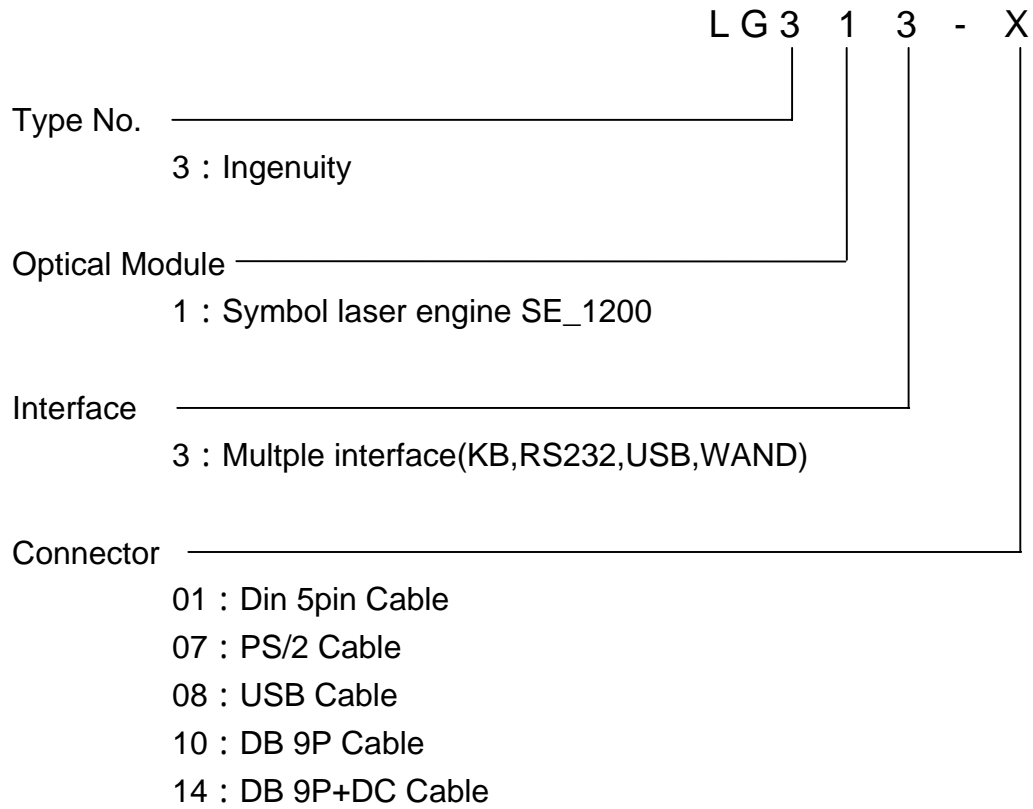 L G 3 1 3 - X
Type No.
3：Ingenuity
Optical Module
1：Symbol laser engine SE_1200
Interface
3：Multple interface(KB,RS232,USB,WAND)
Connector
01：Din 5pin Cable
07：PS/2 Cable
08：USB Cable
10：DB 9P Cable
14：DB 9P+DC Cable